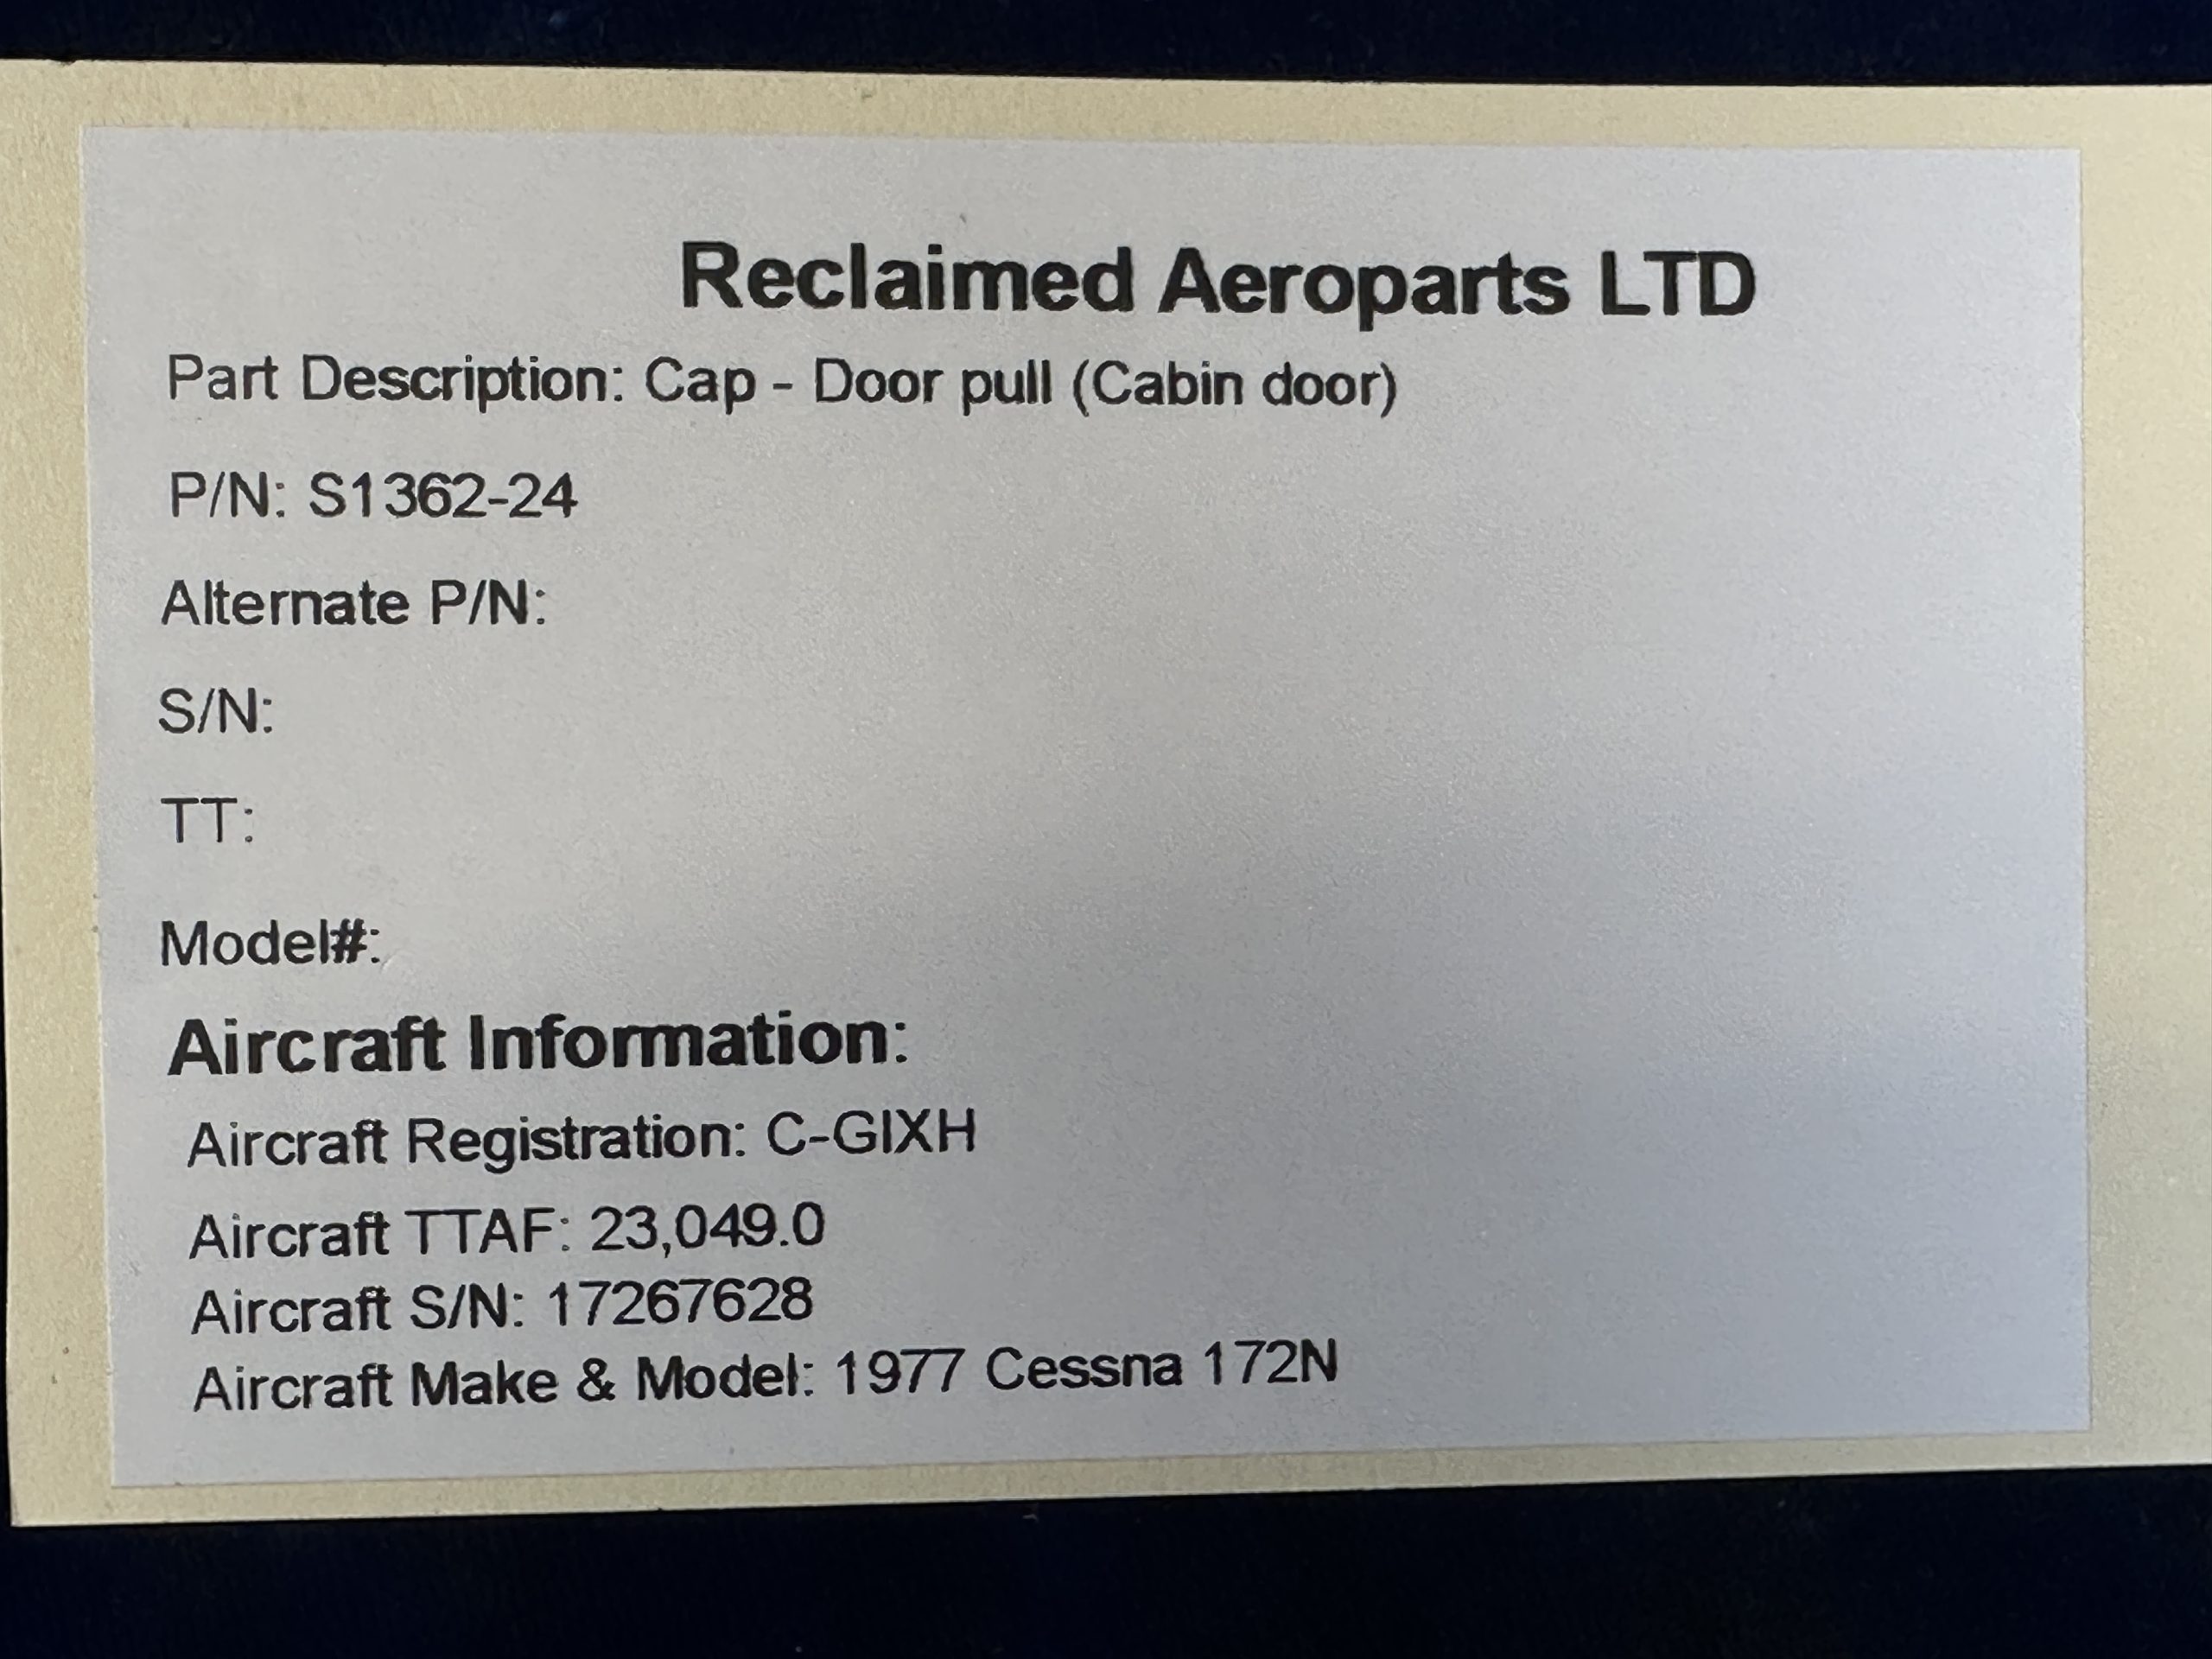 Reclaimed Aeroparts LTD
Part Description: Cap - Door pull (Cabin door)
P/N: S1362-24
Alternate P/N:
S/N:
TT:
Model#:
Aircraft Information:
Aircraft Registration: C-GIXH
Aircraft TTAF: 23,049.0
Aircraft S/N: 17267628
Aircraft Make & Model: 1977 Cessna 172N